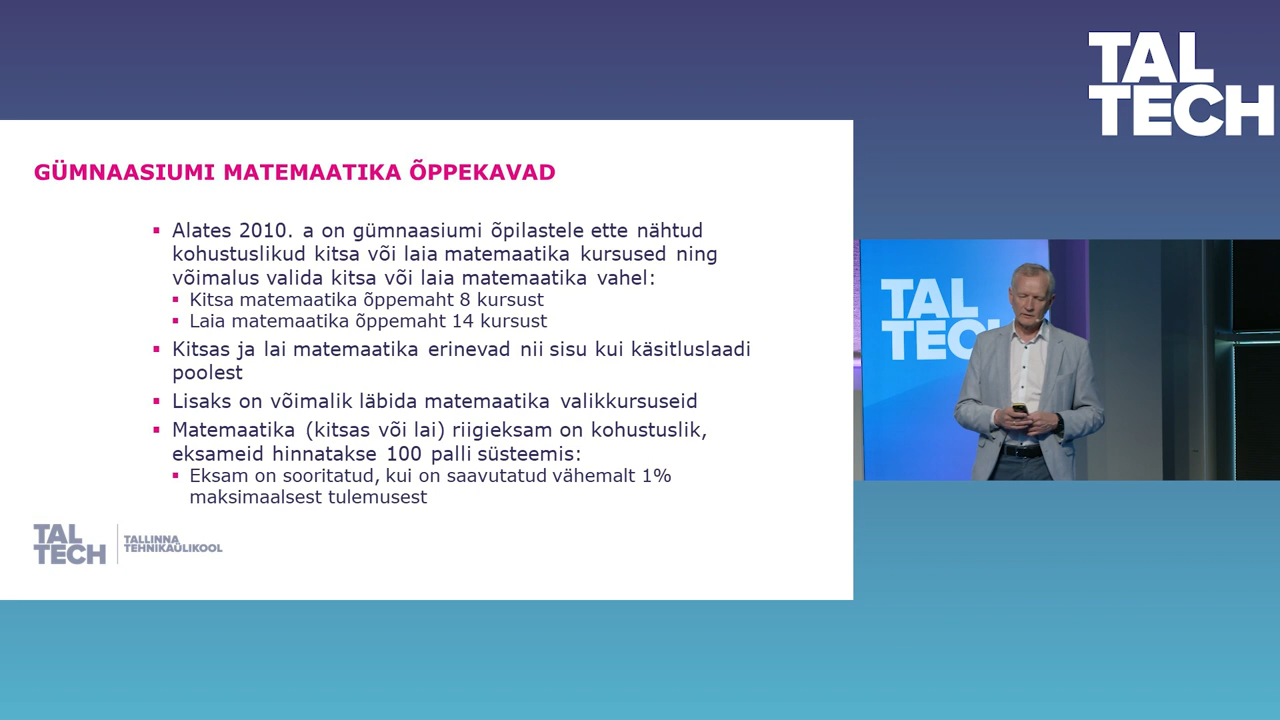 TAL
TECH
GÜMNAASIUMI MATEMAATIKA ÕPPEKAVAD
▪ Alates 2010. a on gümnaasiumi õpilastele ette nähtud
kohustuslikud kitsa või laia matemaatika kursused ning
võimalus valida kitsa või laia matemaatika vahel:
▪ Kitsa matemaatika õppemaht 8 kursust
▪ Laia matemaatika õppemaht 14 kursust
▪ Kitsas ja lai matemaatika erinevad nii sisu kui käsitluslaadi
poolest
▪ Lisaks on võimalik läbida matemaatika valikkursuseid
▪ Matemaatika (kitsas või lai) riigieksam on kohustuslik,
eksameid hinnatakse 100 palli süsteemis:
▪ Eksam on sooritatud, kui on saavutatud vähemalt 1%
maksimaalsest tulemusest
TAL
TECH
TALLINNA
TEHNIKAÜLIKOOL
TAL
TEC